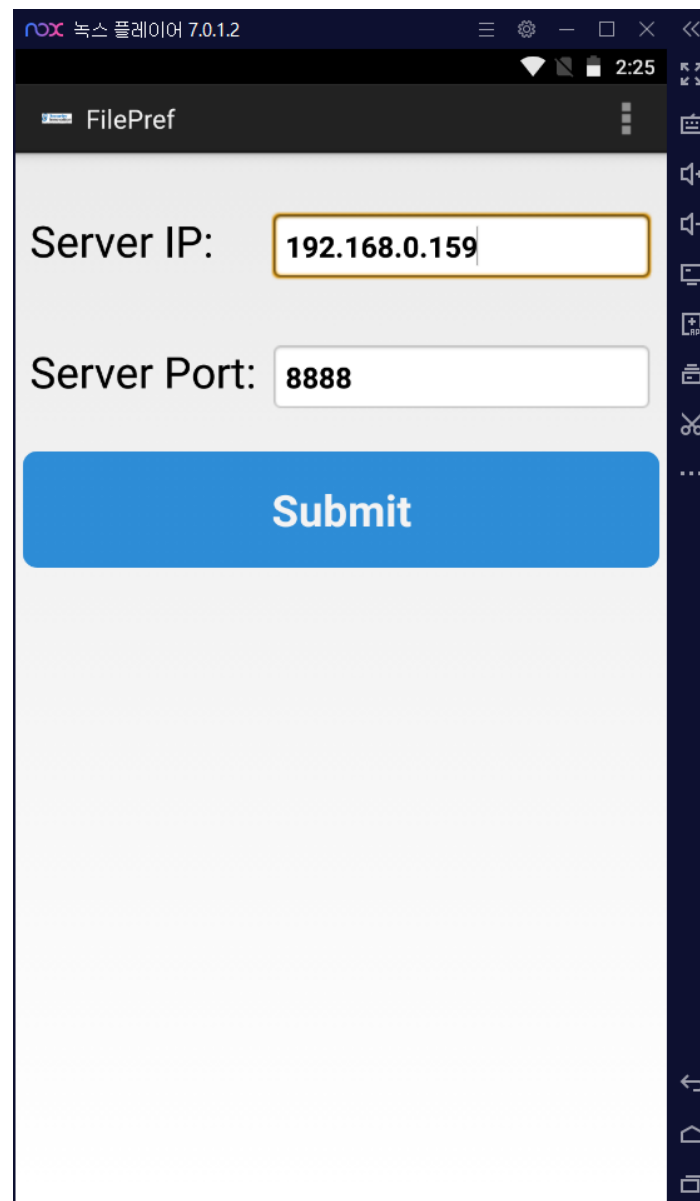 nox 녹스 플레이어 7.0.1.2
2:25
FilePref
Server IP:
192.168.0.159
Server Port:
8888
Submit